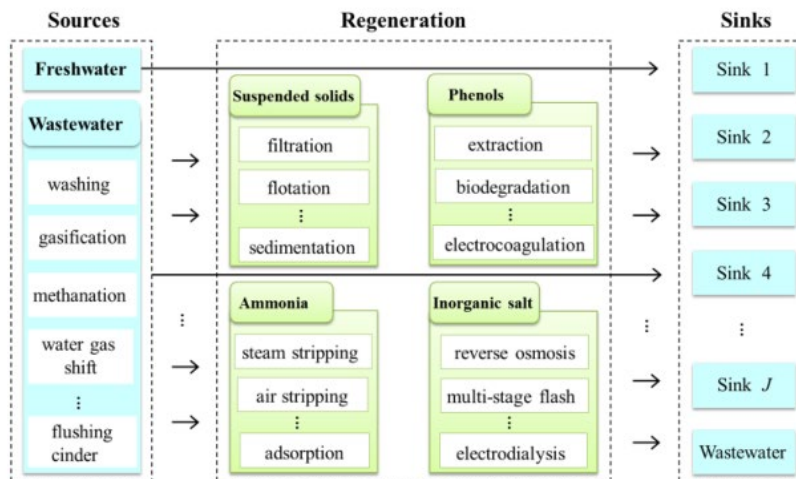 Sources
Regeneration
Sinks
Freshwater
Wastewater
washing
gasification
methanation
water gas
shift
⋮
flushing
cinder
Suspended solids
filtration
flotation
⋮
sedimentation
Phenols
extraction
biodegradation
⋮
electrocoagulation
Ammonia
steam stripping
air stripping
⋮
adsorption
Inorganic salt
reverse osmosis
multi-stage flash
⋮
electrodialysis
Sink 1
Sink 2
Sink 3
Sink 4
⋮
Sink J
Wastewater